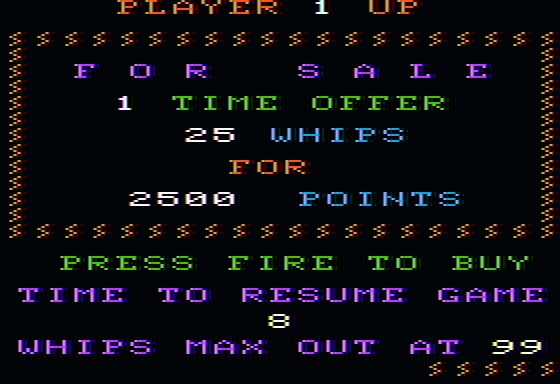 PLAYER 1 UP
FOR SALE
1 TIME OFFER
25 WHIPS
FOR
2500 POINTS
PRESS FIRE TO BUY
TIME TO RESUME GAME
8
WHIPS MAX OUT AT 99